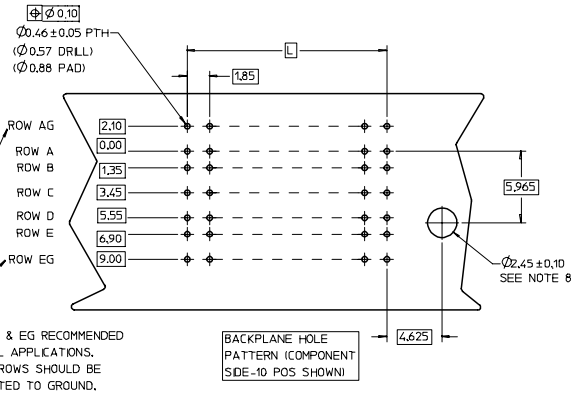 ⌖ Ø 0,10
Ø0.46±0.05 PTH
(Ø0.57 DRILL)
(Ø0.88 PAD)
L
1.85
ROW AG 2.10
ROW A 0.00
ROW B 1.35
ROW C 3.45
ROW D 5.55
ROW E 6.90
ROW EG 9.00
5.965
Ø2.45±0.10
SEE NOTE 8
4.625
& EG RECOMMENDED
L APPLICATIONS.
ROWS SHOULD BE
TED TO GROUND.
BACKPLANE HOLE
PATTERN (COMPONENT
SIDE-10 POS SHOWN)